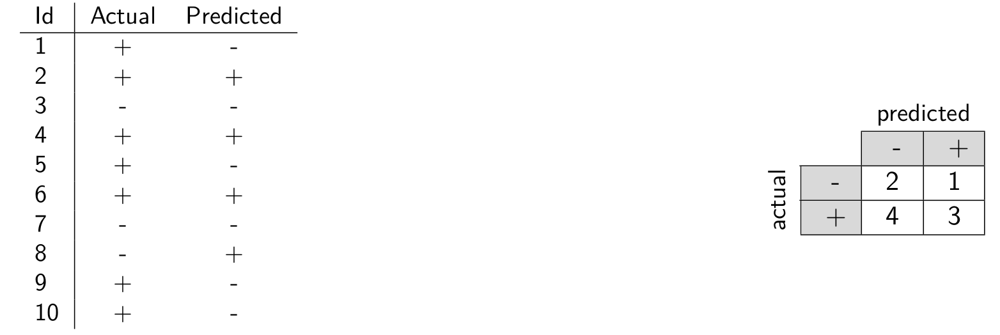 Id Actual Predicted
1 + -
2 + +
3 - -
4 + +
5 + -
6 + +
7 - -
8 - +
9 + -
10 + -
predicted
- +
actual
- 2 1
+ 4 3